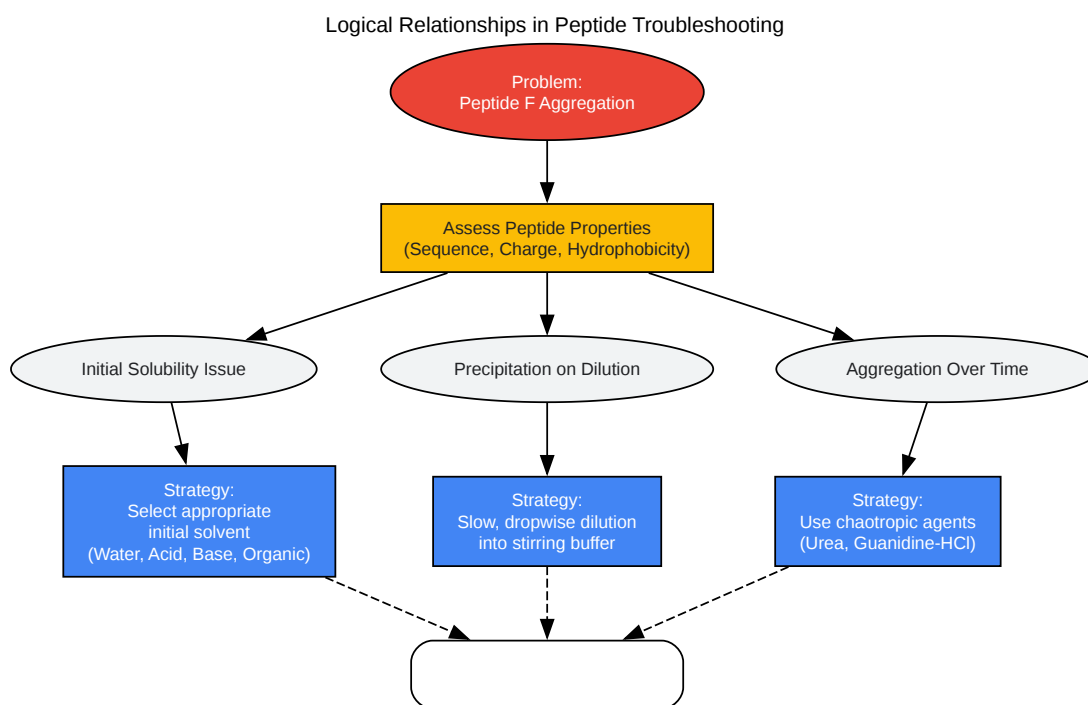 Logical Relationships in Peptide Troubleshooting
Problem:
Peptide F Aggregation
Assess Peptide Properties
(Sequence, Charge, Hydrophobicity)
Initial Solubility Issue
Precipitation on Dilution
Aggregation Over Time
Strategy:
Select appropriate
initial solvent
(Water, Acid, Base, Organic)
Strategy:
Slow, dropwise dilution
into stirring buffer
Strategy:
Use chaotropic agents
(Urea, Guanidine-HCl)